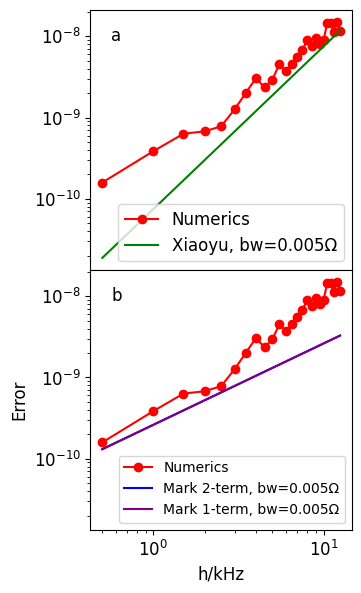 a
10⁻⁸
10⁻⁹
10⁻¹⁰
Numerics
Xiaoyu, bw=0.005Ω
b
10⁻⁸
10⁻⁹
10⁻¹⁰
Error
Numerics
Mark 2-term, bw=0.005Ω
Mark 1-term, bw=0.005Ω
10⁰
10¹
h/kHz